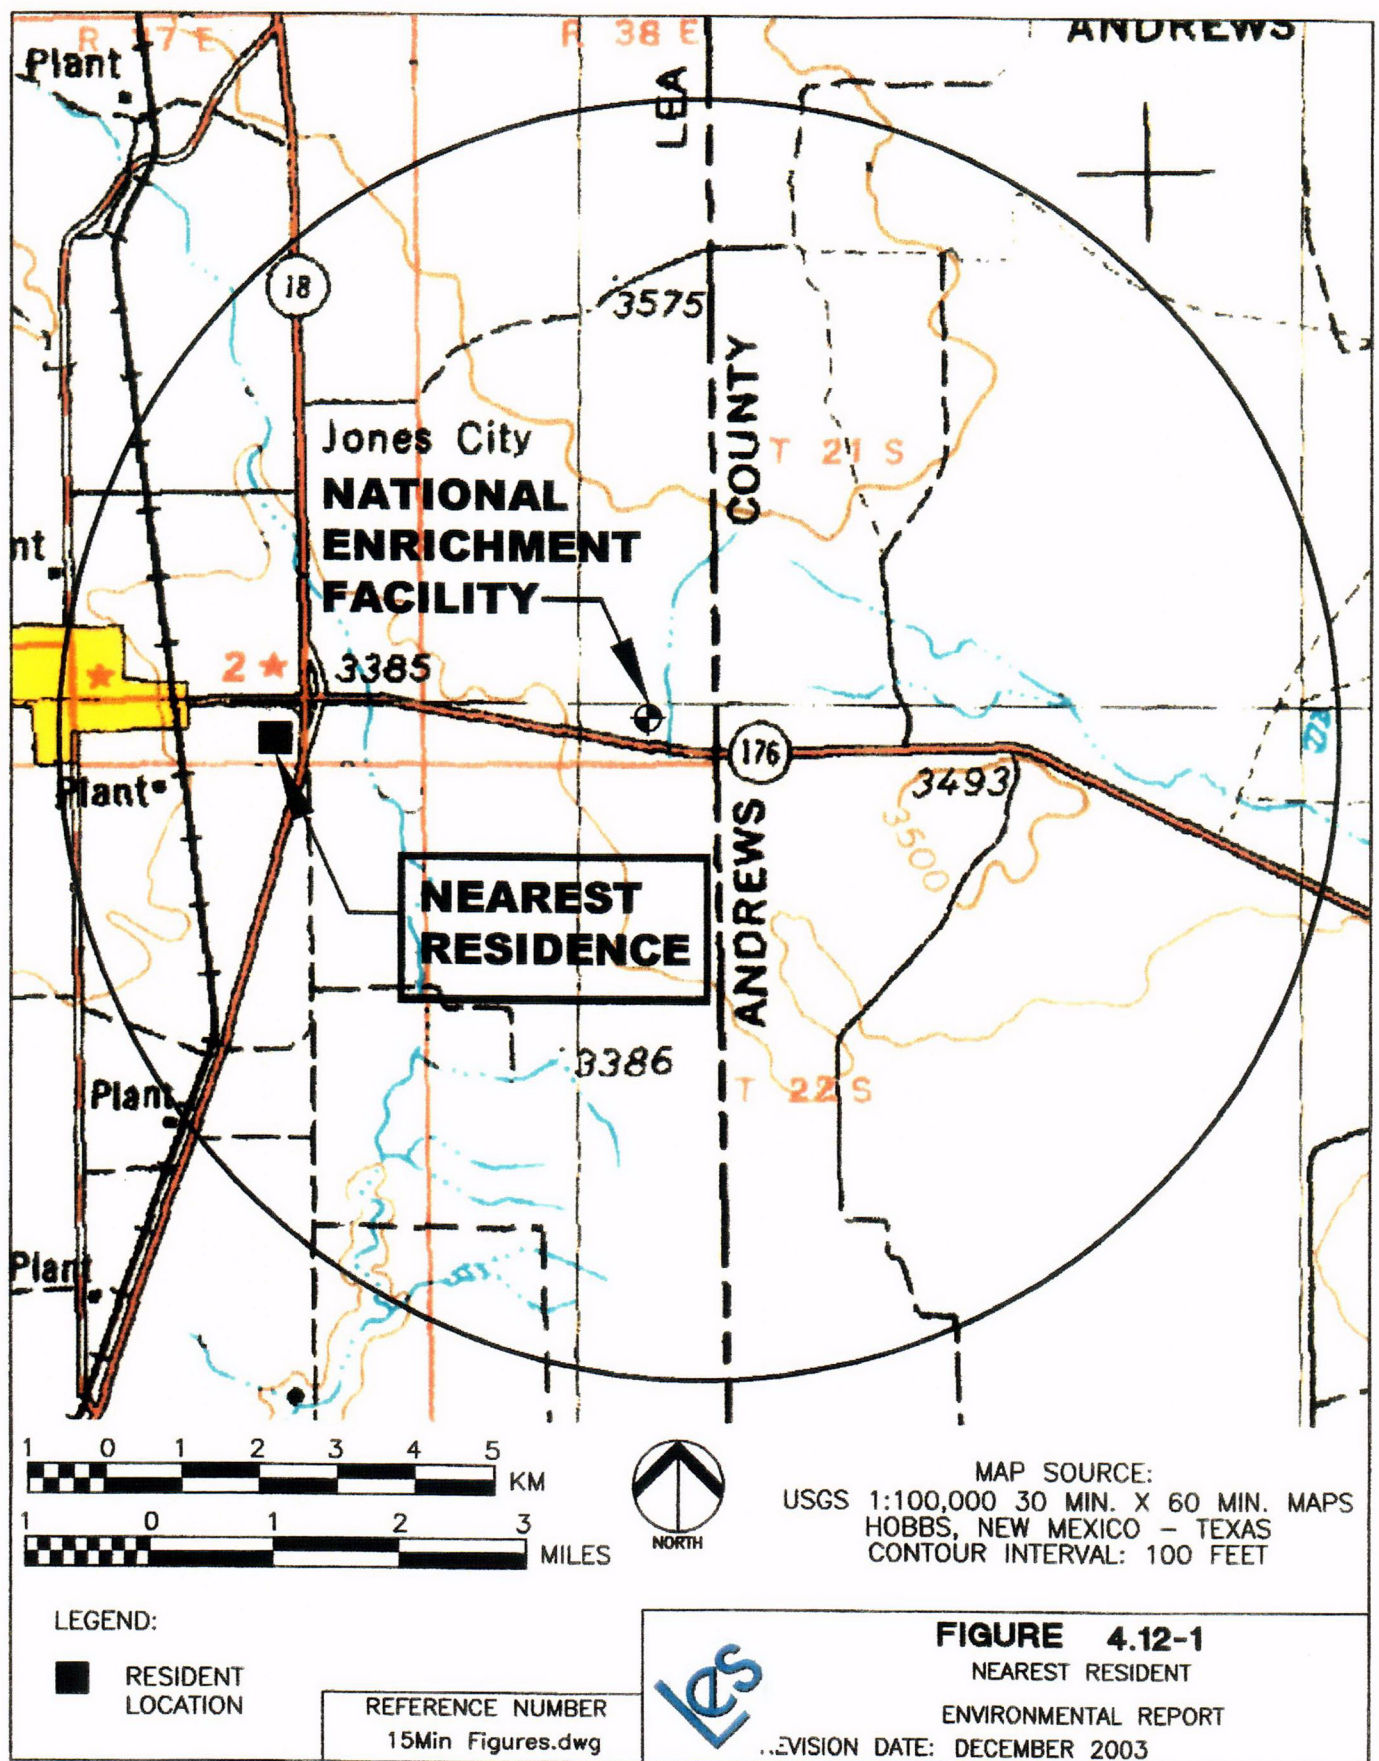 R 37 E
R 38 E
ANDREWS
Plant
LEA
18
3575
COUNTY
Jones City
T 21 S
NATIONAL
ENRICHMENT
FACILITY
nt
2
3385
176
3493
Plant
3500
ANDREWS
NEAREST
RESIDENCE
3386
T 22 S
Plant
Plant
1 0 1 2 3 4 5
KM
1 0 1 2 3
MILES
NORTH
MAP SOURCE:
USGS 1:100,000 30 MIN. X 60 MIN. MAPS
HOBBS, NEW MEXICO - TEXAS
CONTOUR INTERVAL: 100 FEET
LEGEND:
RESIDENT
LOCATION
REFERENCE NUMBER
15Min Figures.dwg
LES
FIGURE 4.12-1
NEAREST RESIDENT
ENVIRONMENTAL REPORT
EVISION DATE: DECEMBER 2003